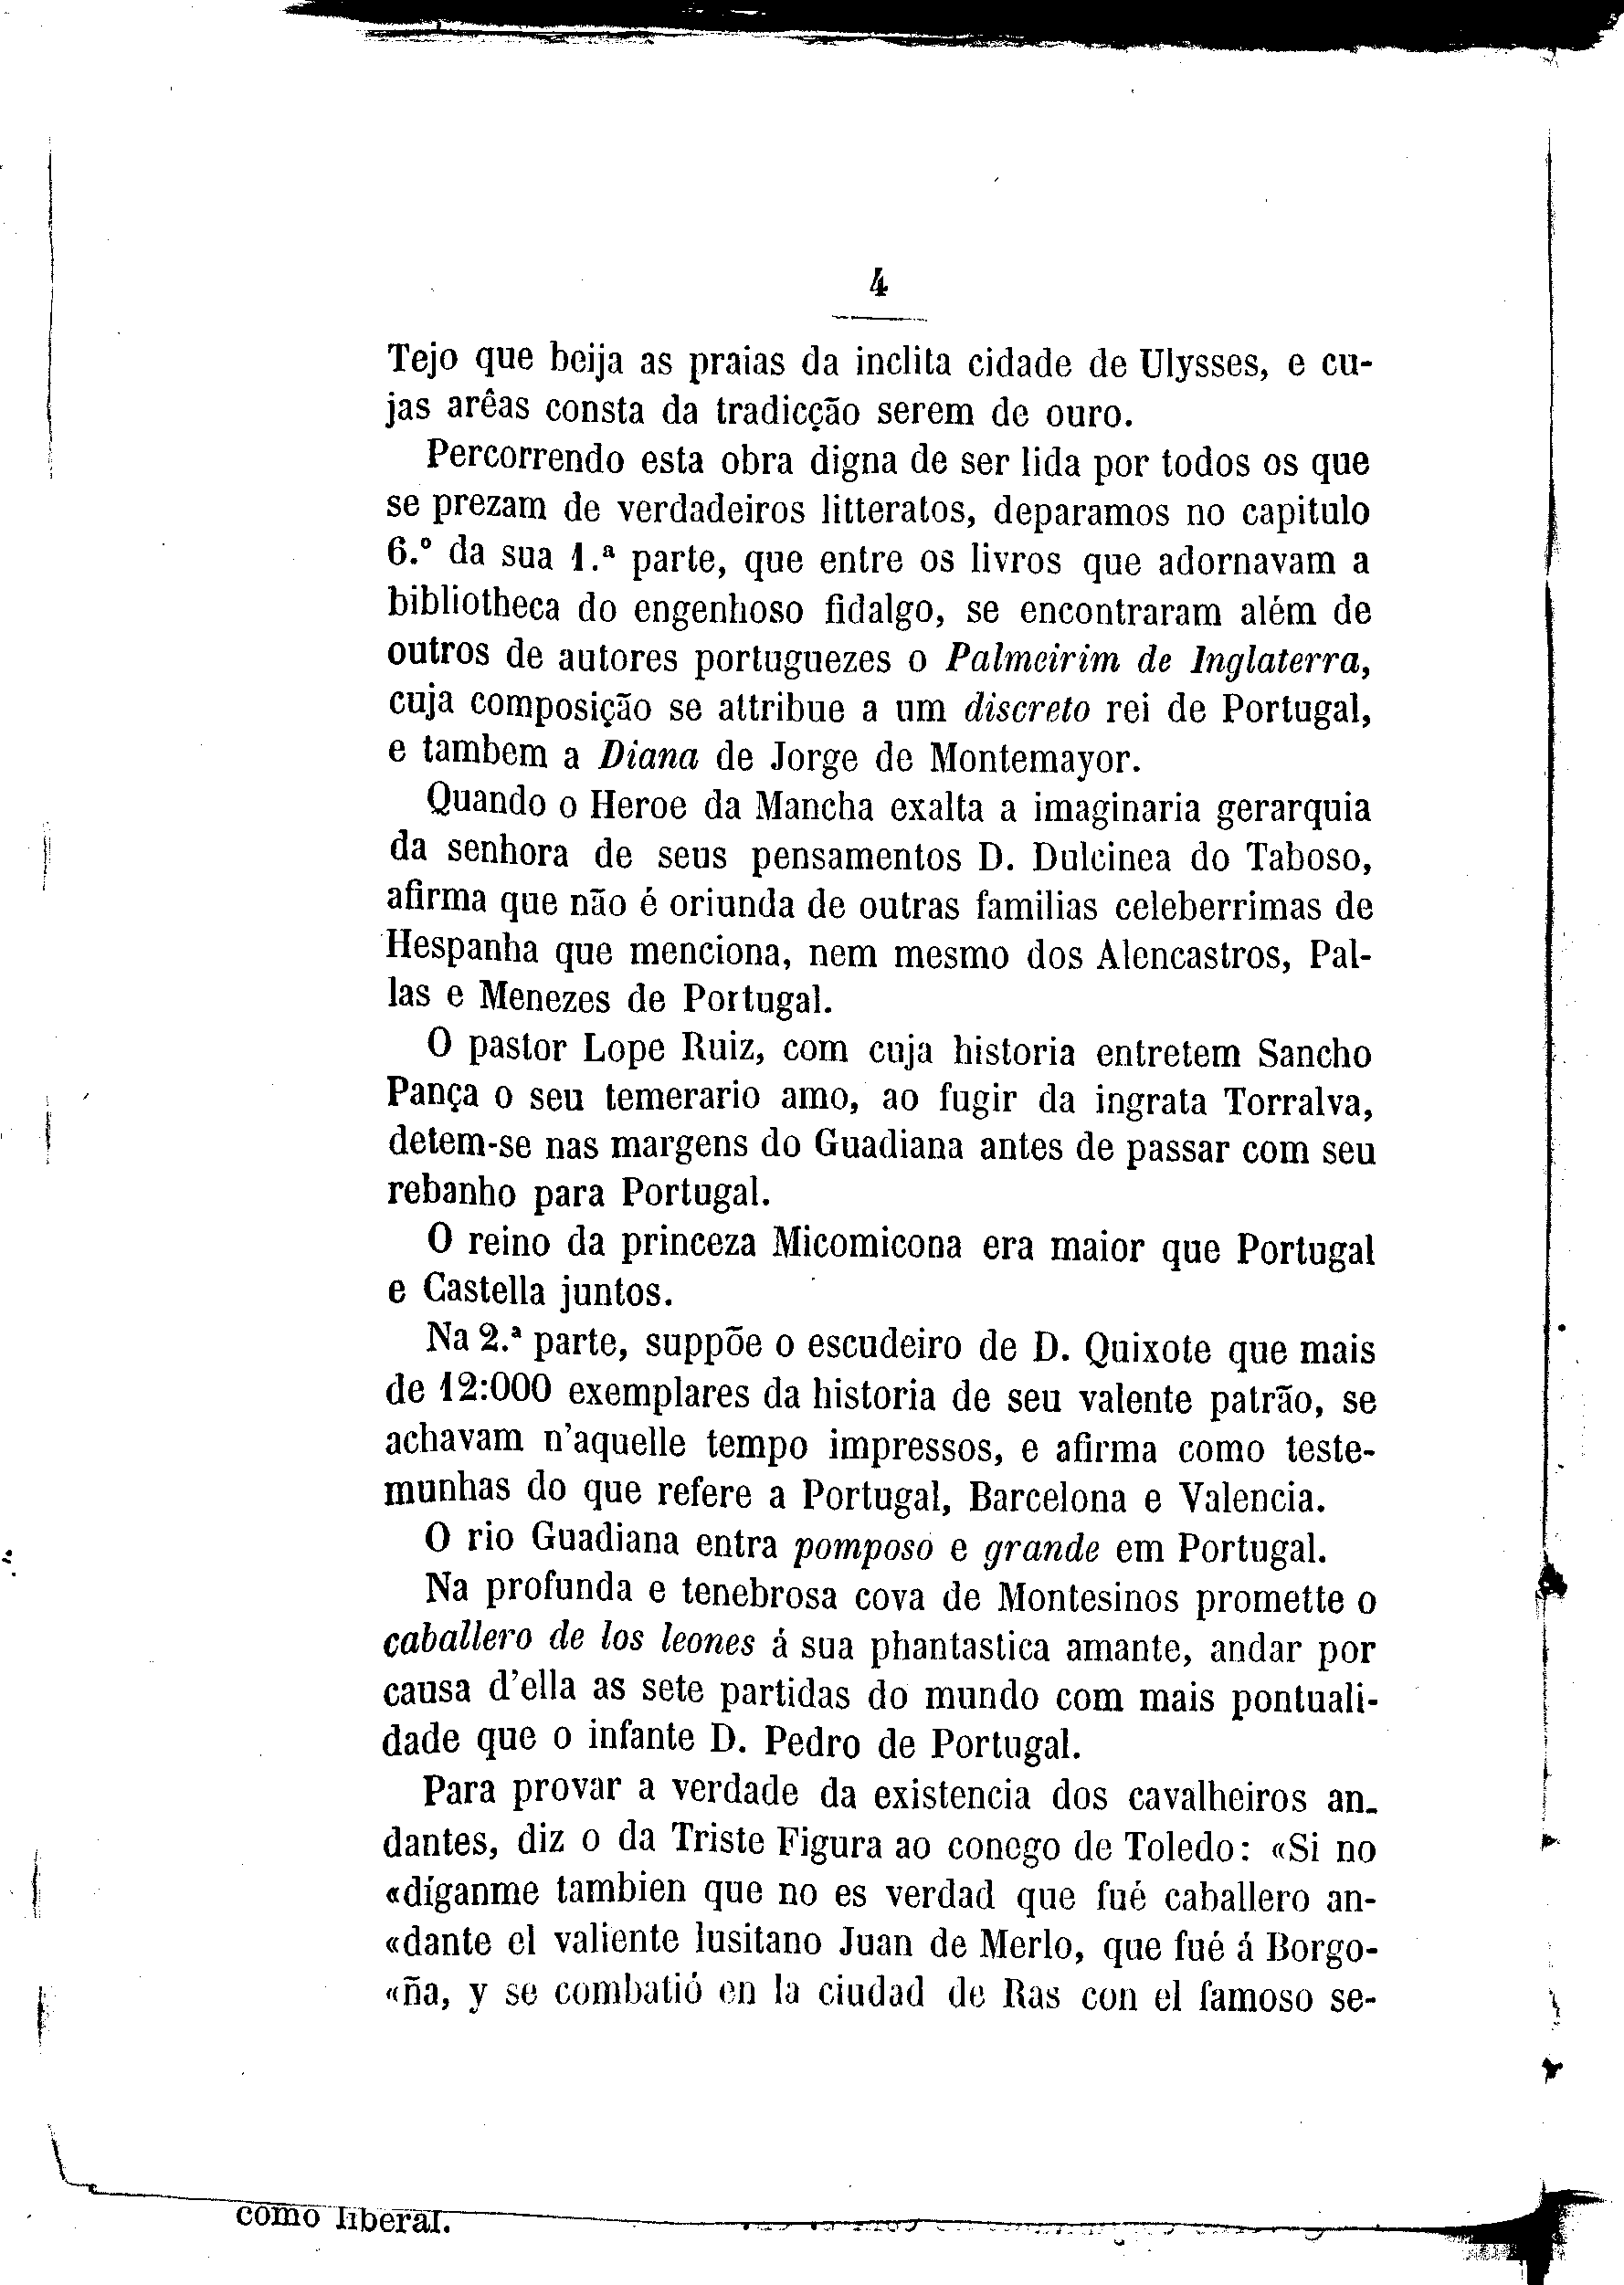 4
Tejo que beija as praias da inclita cidade de Ulysses, e cu-
jas arêas consta da tradicção serem de ouro.
Percorrendo esta obra digna de ser lida por todos os que
se prezam de verdadeiros litteratos, deparamos no capitulo
6.º da sua 1.ª parte, que entre os livros que adornavam a
bibliotheca do engenhoso fidalgo, se encontraram além de
outros de autores portuguezes o Palmeirim de Inglaterra,
cuja composição se attribue a um discreto rei de Portugal,
e tambem a Diana de Jorge de Montemayor.
Quando o Heroe da Mancha exalta a imaginaria gerarquia
da senhora de seus pensamentos D. Dulcinea do Taboso,
afirma que não é oriunda de outras familias celeberrimas de
Hespanha que menciona, nem mesmo dos Alencastros, Pal-
las e Menezes de Portugal.
O pastor Lope Ruiz, com cuja historia entretem Sancho
Pança o seu temerario amo, ao fugir da ingrata Torralva,
detem-se nas margens do Guadiana antes de passar com seu
rebanho para Portugal.
O reino da princeza Micomicona era maior que Portugal
e Castella juntos.
Na 2.ª parte, suppõe o escudeiro de D. Quixote que mais
de 12:000 exemplares da historia de seu valente patrão, se
achavam n'aquelle tempo impressos, e afirma como teste-
munhas do que refere a Portugal, Barcelona e Valencia.
O rio Guadiana entra pomposo e grande em Portugal.
Na profunda e tenebrosa cova de Montesinos promette o
caballero de los leones á sua phantastica amante, andar por
causa d'ella as sete partidas do mundo com mais pontuali-
dade que o infante D. Pedro de Portugal.
Para provar a verdade da existencia dos cavalheiros an-
dantes, diz o da Triste Figura ao conego de Toledo: «Si no
«díganme tambien que no es verdad que fué caballero an-
«dante el valiente lusitano Juan de Merlo, que fué á Borgo-
«ña, y se combatió en la ciudad de Ras con el famoso se-
como liberal.